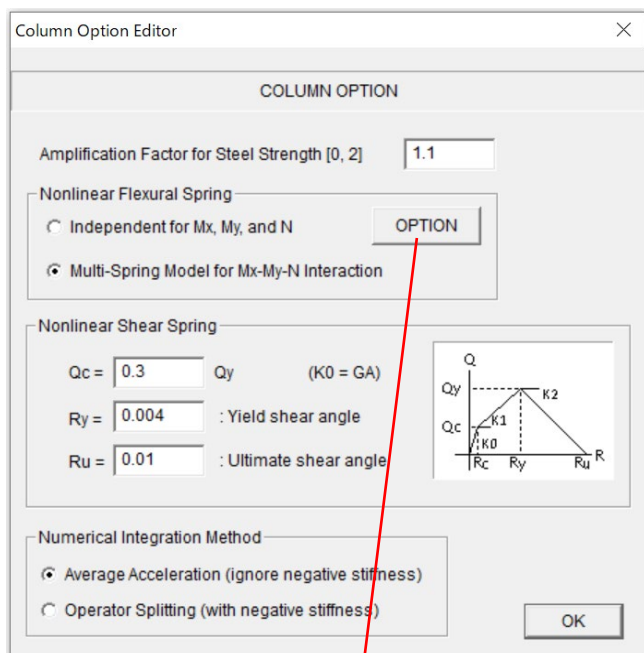 Column Option Editor
COLUMN OPTION
Amplification Factor for Steel Strength [0, 2] 1.1
Nonlinear Flexural Spring
Independent for Mx, My, and N OPTION
Multi-Spring Model for Mx-My-N Interaction
Nonlinear Shear Spring
Qc = 0.3 Qy (K0 = GA)
Ry = 0.004 : Yield shear angle
Ru = 0.01 : Ultimate shear angle
Q
Qy K2
Qc K1
K0
Rc Ry Ru R
Numerical Integration Method
Average Acceleration (ignore negative stiffness)
Operator Splitting (with negative stiffness)
OK